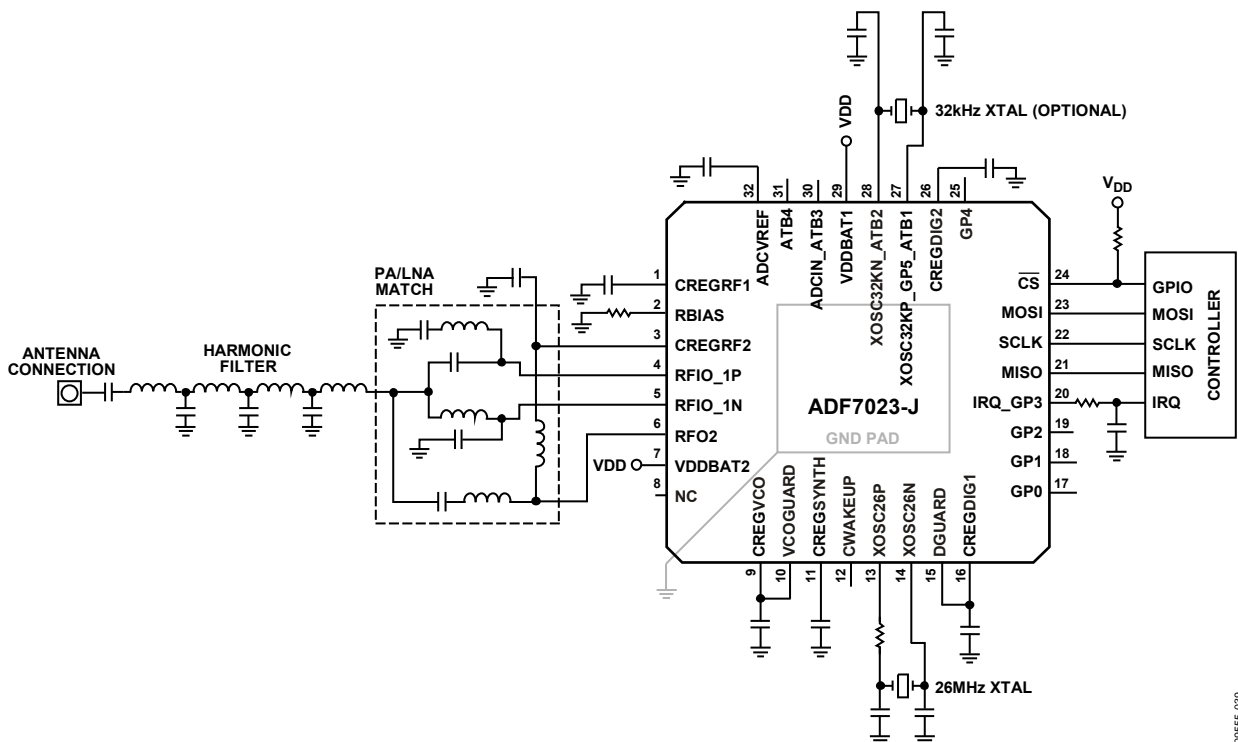 32kHz XTAL (OPTIONAL)
VDD
32
31
30
29
28
27
26
25
ADCVREF
ATB4
ADCIN_ATB3
VDDBAT1
XOSC32KN_ATB2
XOSC32KP_GP5_ATB1
CREGDIG2
GP4
VDD
PA/LNA
MATCH
ANTENNA
CONNECTION
HARMONIC
FILTER
1 CREGRF1
2 RBIAS
3 CREGRF2
4 RFIO_1P
5 RFIO_1N
6 RFO2
VDD 7 VDDBAT2
8 NC
ADF7023-J
GND PAD
CS 24 GPIO
MOSI 23 MOSI
SCLK 22 SCLK
MISO 21 MISO
IRQ_GP3 20 IRQ
GP2 19
GP1 18
GP0 17
CONTROLLER
CREGVCO
VCOGUARD
CREGSYNTH
CWAKEUP
XOSC26P
XOSC26N
DGUARD
CREGDIG1
9
10
11
12
13
14
15
16
26MHz XTAL
09555-039